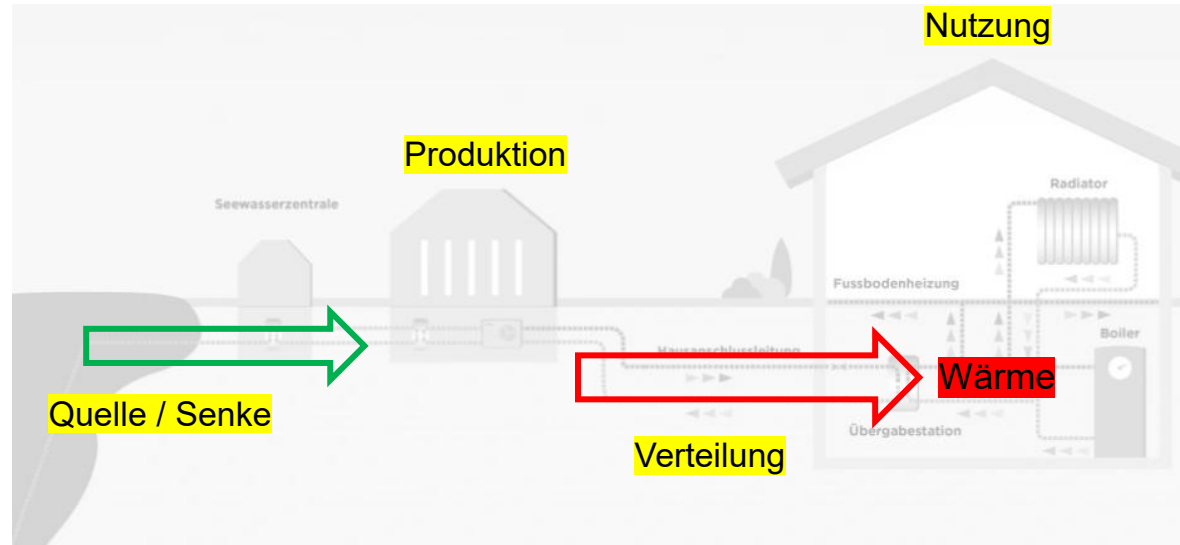 Nutzung
Produktion
Radiator
Seewasserzentrale
Fussbodenheizung
Boiler
Hausanschlussleitung
Wärme
Quelle / Senke
Übergabestation
Verteilung